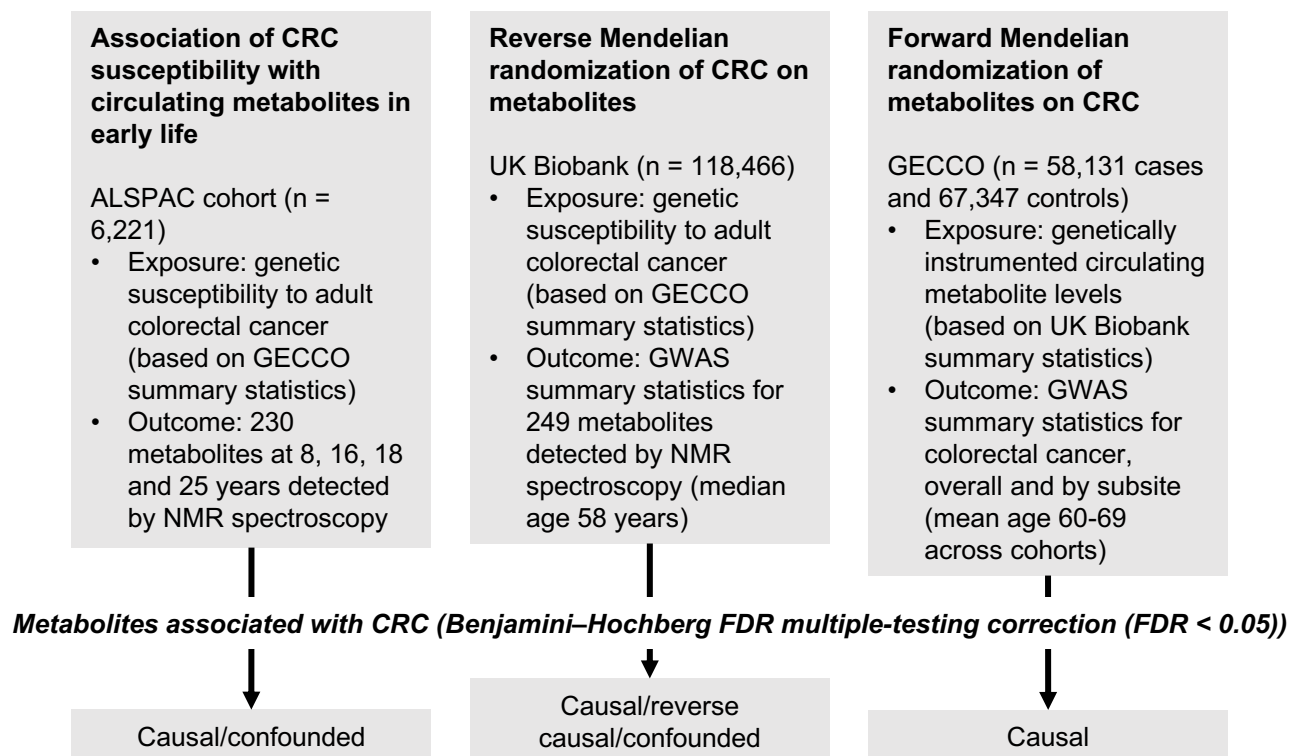 Association of CRC
susceptibility with
circulating metabolites in
early life
ALSPAC cohort (n =
6,221)
• Exposure: genetic
susceptibility to adult
colorectal cancer
(based on GECCO
summary statistics)
• Outcome: 230
metabolites at 8, 16, 18
and 25 years detected
by NMR spectroscopy
Reverse Mendelian
randomization of CRC on
metabolites
UK Biobank (n = 118,466)
• Exposure: genetic
susceptibility to adult
colorectal cancer
(based on GECCO
summary statistics)
• Outcome: GWAS
summary statistics for
249 metabolites
detected by NMR
spectroscopy (median
age 58 years)
Forward Mendelian
randomization of
metabolites on CRC
GECCO (n = 58,131 cases
and 67,347 controls)
• Exposure: genetically
instrumented circulating
metabolite levels
(based on UK Biobank
summary statistics)
• Outcome: GWAS
summary statistics for
colorectal cancer,
overall and by subsite
(mean age 60-69
across cohorts)
Metabolites associated with CRC (Benjamini–Hochberg FDR multiple-testing correction (FDR < 0.05))
Causal/confounded
Causal/reverse
causal/confounded
Causal